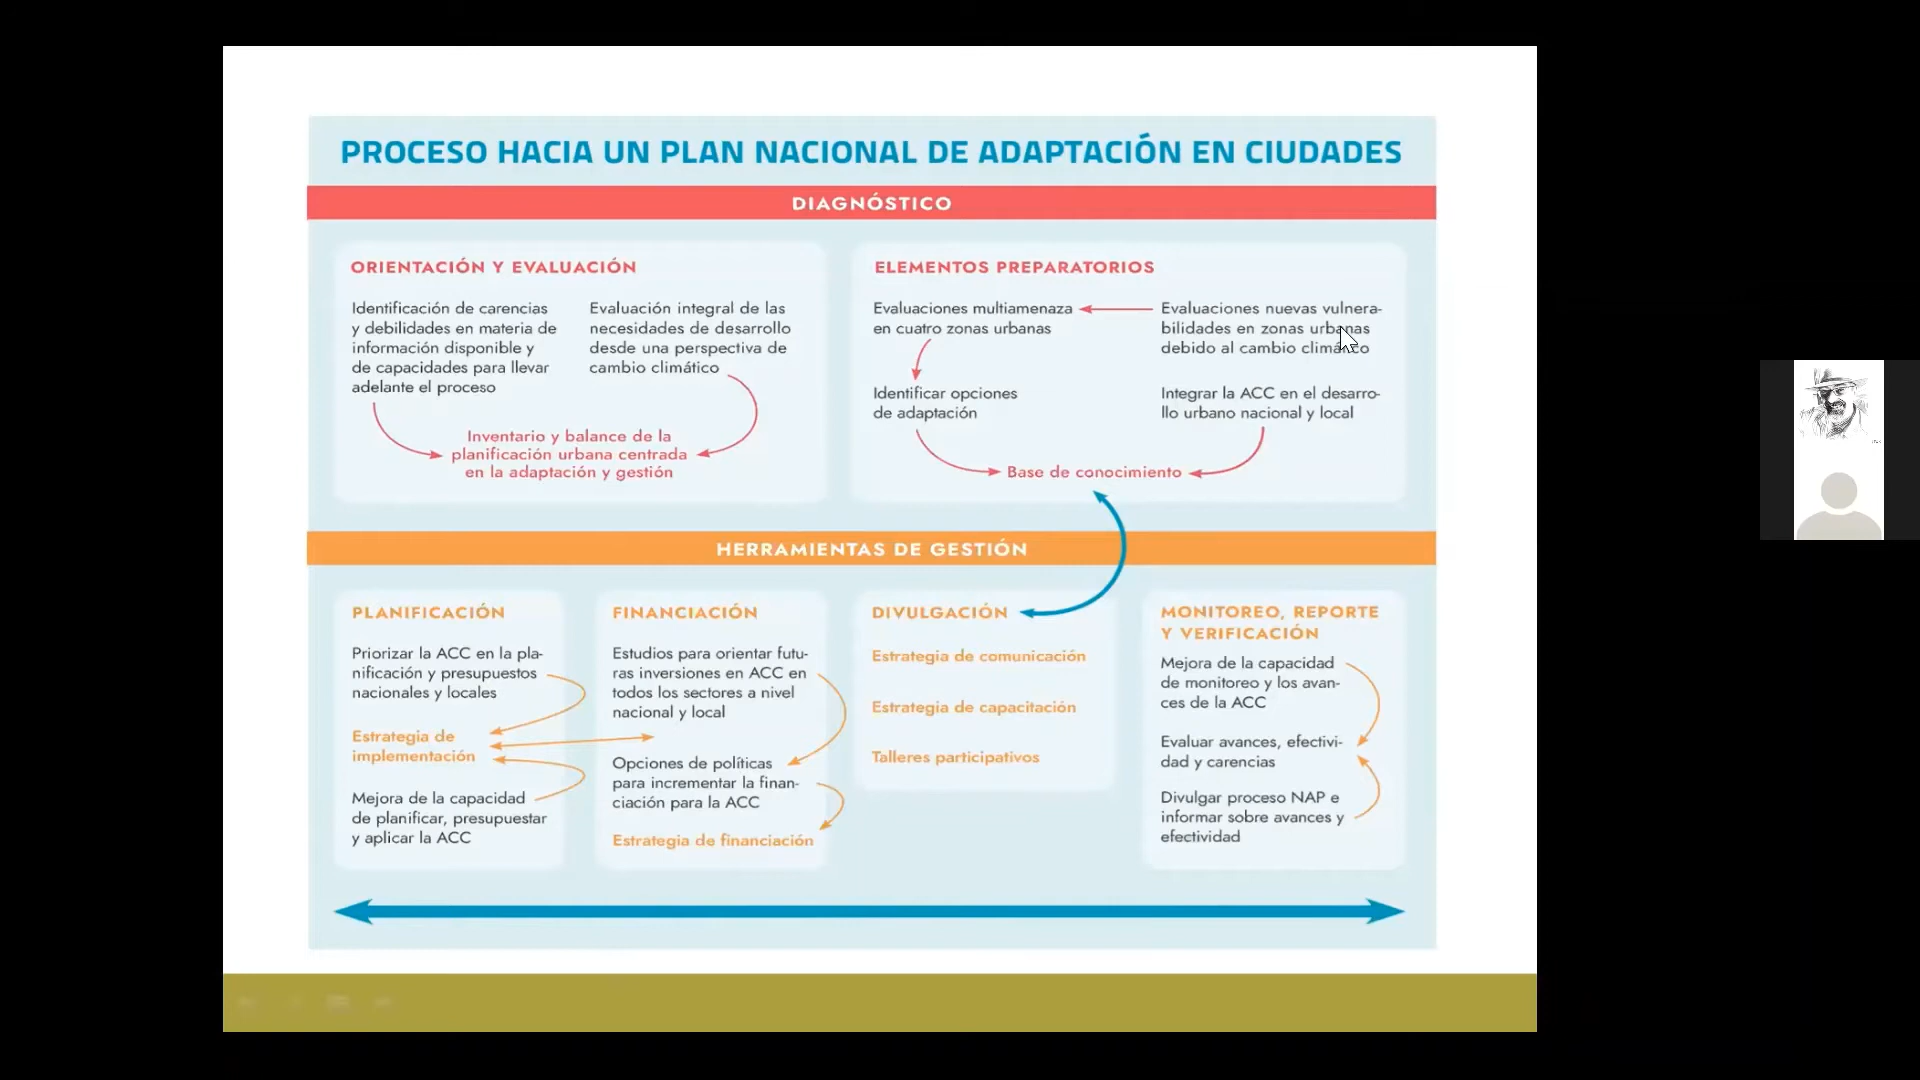 PROCESO HACIA UN PLAN NACIONAL DE ADAPTACIÓN EN CIUDADES
DIAGNÓSTICO
ORIENTACIÓN Y EVALUACIÓN
Identificación de carencias
y debilidades en materia de
información disponible y
de capacidades para llevar
adelante el proceso
Evaluación integral de las
necesidades de desarrollo
desde una perspectiva de
cambio climático
Inventario y balance de la
planificación urbana centrada
en la adaptación y gestión
ELEMENTOS PREPARATORIOS
Evaluaciones multiamenaza
en cuatro zonas urbanas
Evaluaciones nuevas vulnera-
bilidades en zonas urbanas
debido al cambio climático
Identificar opciones
de adaptación
Integrar la ACC en el desarro-
llo urbano nacional y local
Base de conocimiento
HERRAMIENTAS DE GESTIÓN
PLANIFICACIÓN
Priorizar la ACC en la pla-
nificación y presupuestos
nacionales y locales
Estrategia de
implementación
Mejora de la capacidad
de planificar, presupuestar
y aplicar la ACC
FINANCIACIÓN
Estudios para orientar futu-
ras inversiones en ACC en
todos los sectores a nivel
nacional y local
Opciones de políticas
para incrementar la finan-
ciación para la ACC
Estrategia de financiación
DIVULGACIÓN
Estrategia de comunicación
Estrategia de capacitación
Talleres participativos
MONITOREO, REPORTE
Y VERIFICACIÓN
Mejora de la capacidad
de monitoreo y los avan-
ces de la ACC
Evaluar avances, efectivi-
dad y carencias
Divulgar proceso NAP e
informar sobre avances y
efectividad